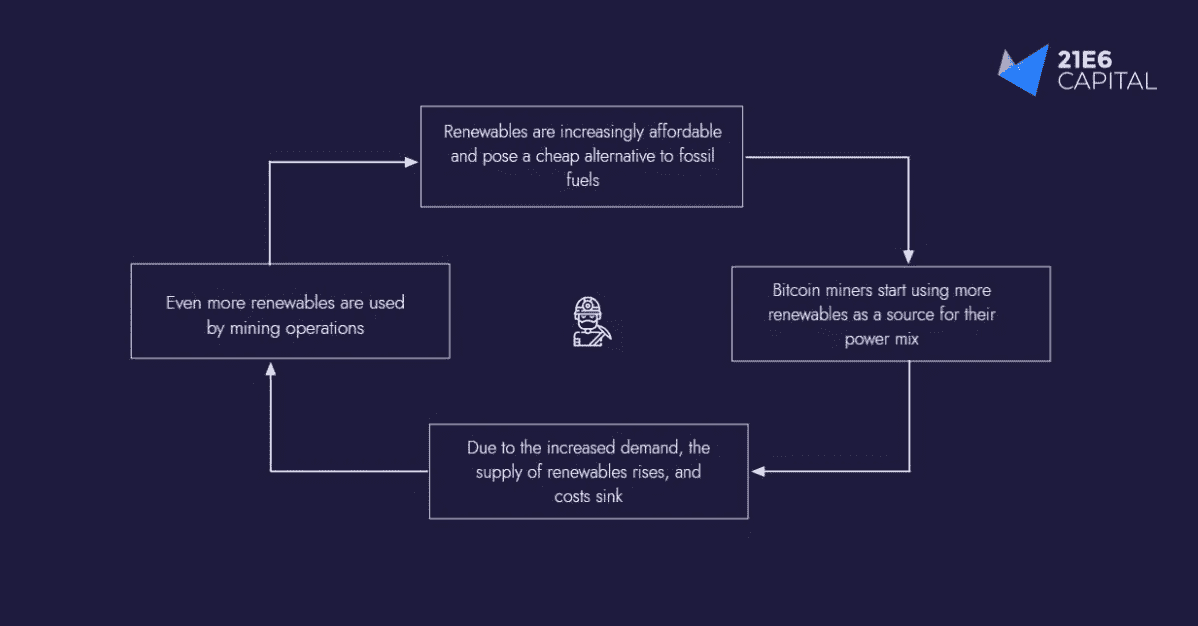 21E6
CAPITAL
Renewables are increasingly affordable
and pose a cheap alternative to fossil
fuels
Bitcoin miners start using more
renewables as a source for their
power mix
Due to the increased demand, the
supply of renewables rises, and
costs sink
Even more renewables are used
by mining operations